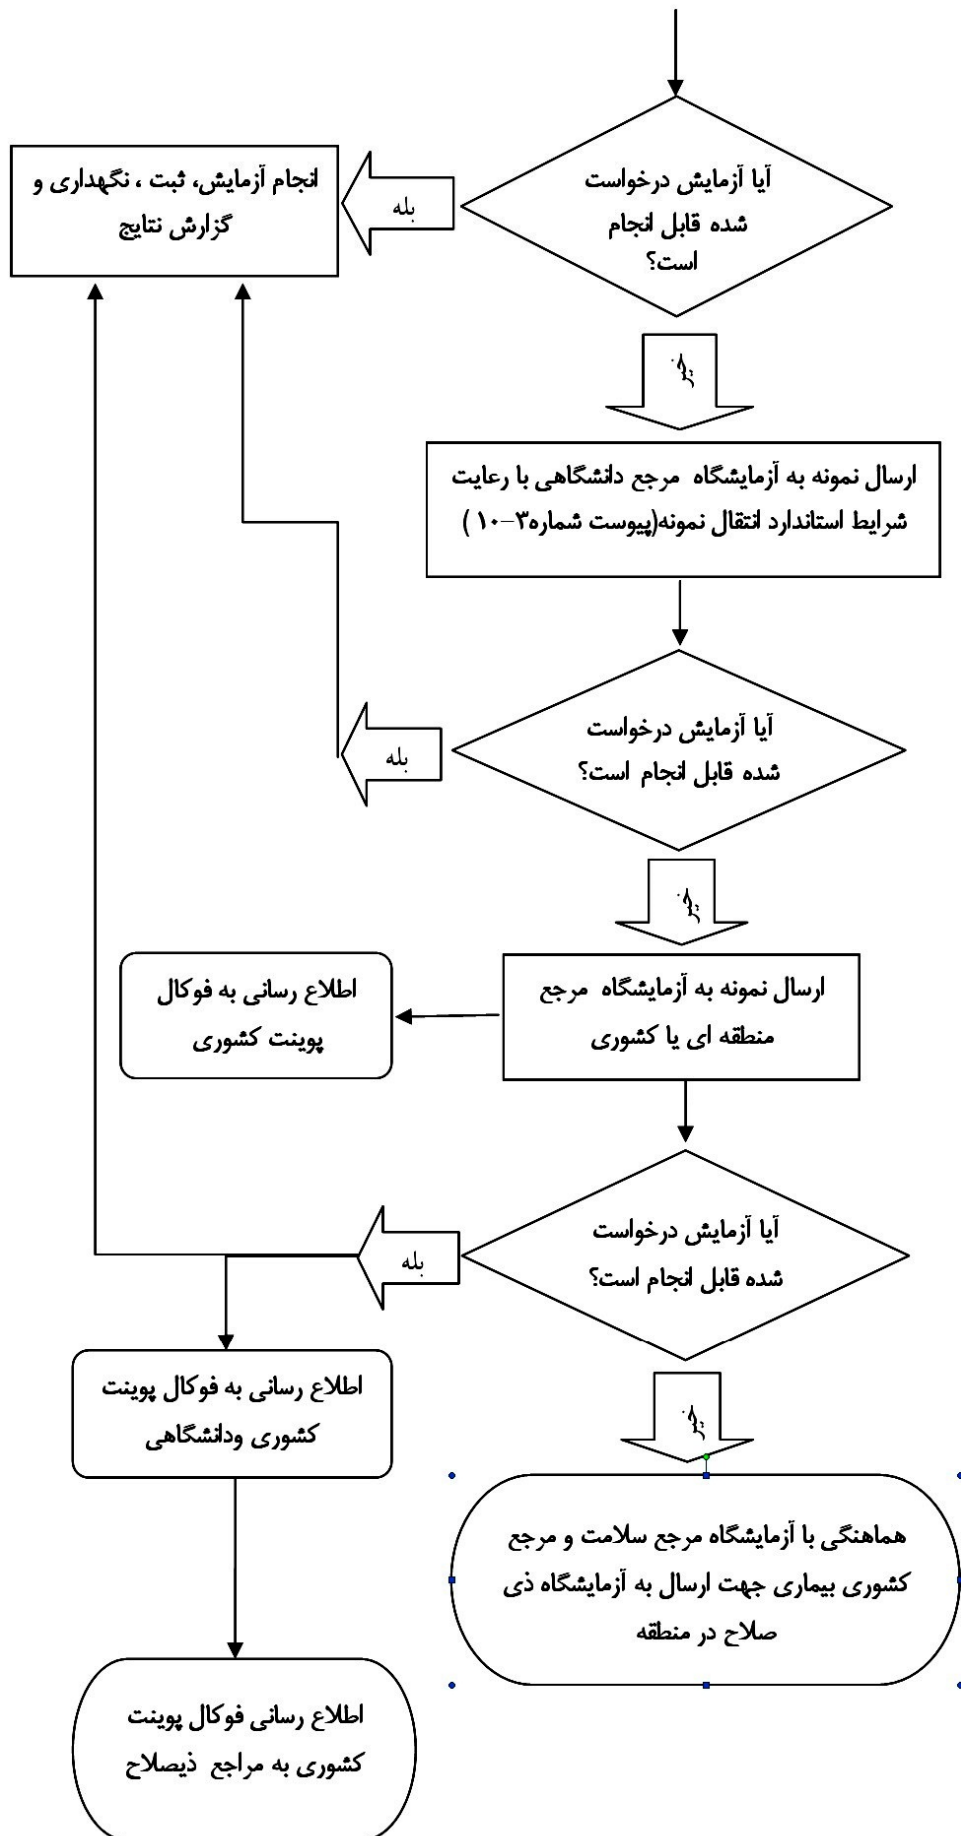 آیا آزمایش درخواست
شده قابل انجام
است؟
بله
انجام آزمایش، ثبت ، نگهداری و
گزارش نتایج
خیر
ارسال نمونه به آزمایشگاه مرجع دانشگاهی با رعایت
شرایط استاندارد انتقال نمونه(پیوست شماره۳-۱۰ )
آیا آزمایش درخواست
شده قابل انجام است؟
بله
خیر
ارسال نمونه به آزمایشگاه مرجع
منطقه ای یا کشوری
اطلاع رسانی به فوکال
پوینت کشوری
آیا آزمایش درخواست
شده قابل انجام است؟
بله
اطلاع رسانی به فوکال پوینت
کشوری ودانشگاهی
خیر
هماهنگی با آزمایشگاه مرجع سلامت و مرجع
کشوری بیماری جهت ارسال به آزمایشگاه ذی
صلاح در منطقه
اطلاع رسانی فوکال پوینت
کشوری به مراجع ذیصلاح